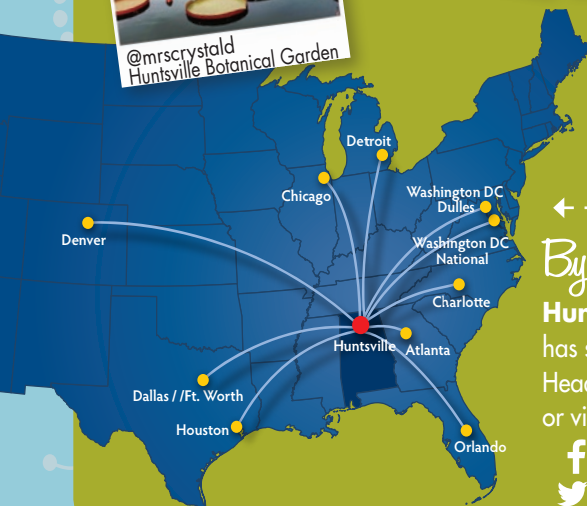 @mrscrystald
Huntsville Botanical Garden
Detroit
Chicago
Washington DC
Dulles
Denver
Washington DC
National
Charlotte
Huntsville
Atlanta
Dallas //Ft. Worth
Houston
Orlando
By
Hun
has s
Head
or vi